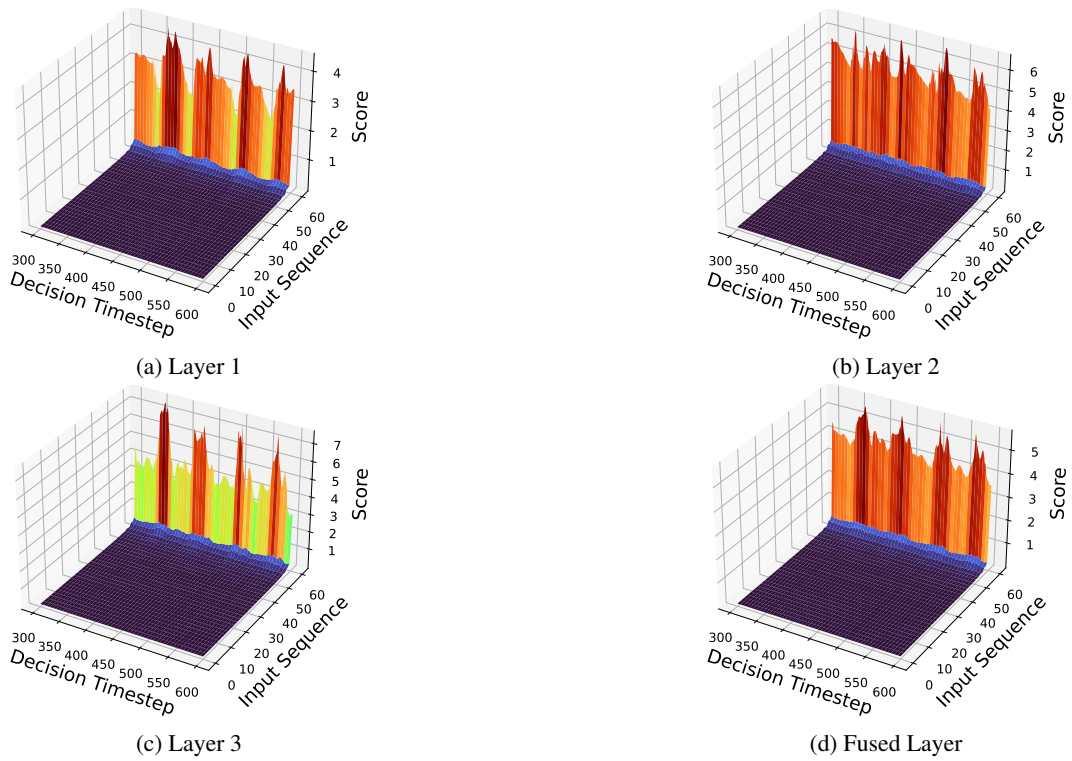 4
3
2
1
Score
60
50
40
30
20
10
0
Input Sequence
300 350 400 450 500 550 600
Decision Timestep
(a) Layer 1
6
5
4
3
2
1
Score
60
50
40
30
20
10
0
Input Sequence
300 350 400 450 500 550 600
Decision Timestep
(b) Layer 2
7
6
5
4
3
2
1
Score
60
50
40
30
20
10
0
Input Sequence
300 350 400 450 500 550 600
Decision Timestep
(c) Layer 3
5
4
3
2
1
Score
60
50
40
30
20
10
0
Input Sequence
300 350 400 450 500 550 600
Decision Timestep
(d) Fused Layer